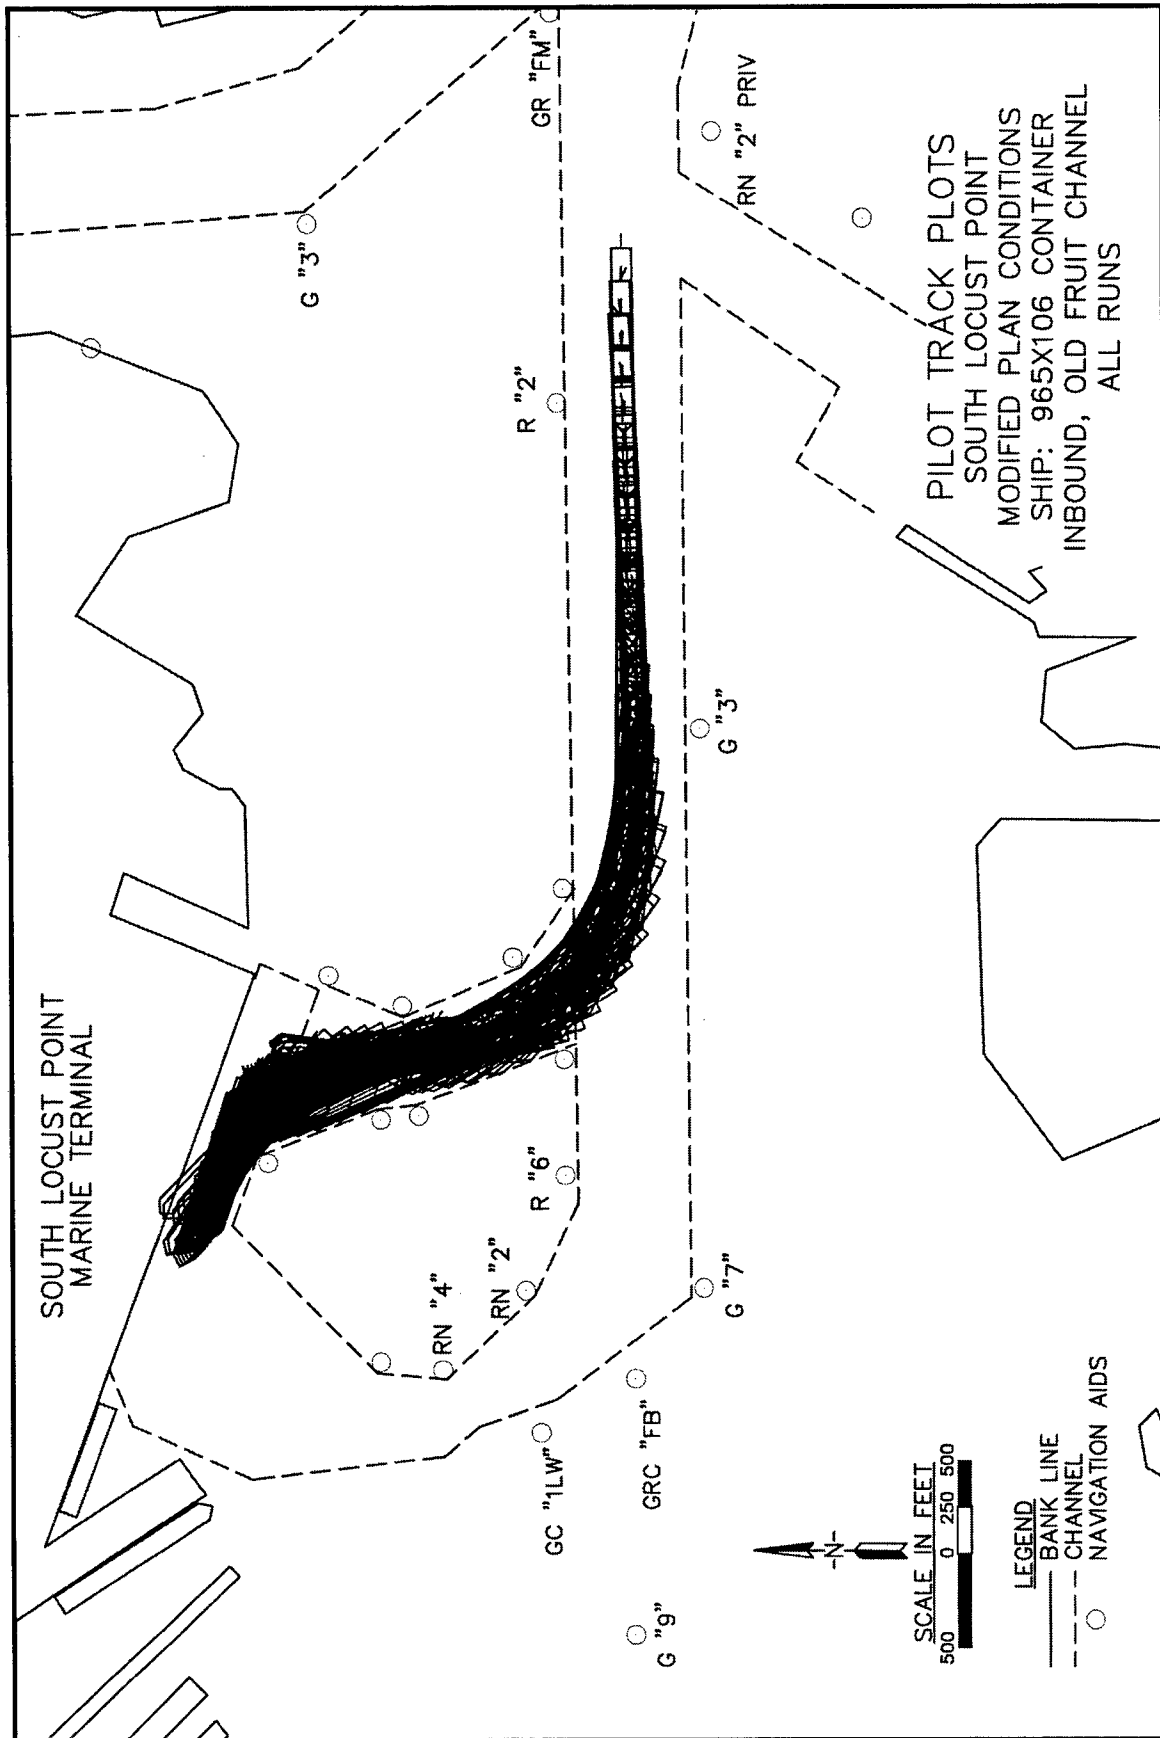 SOUTH LOCUST POINT
MARINE TERMINAL
G "3"
GR "FM"
R "2"
RN "2" PRIV
G "3"
R "6"
RN "2"
RN "4"
G "7"
GC "1LW"
GRC "FB"
G "9"
-N-
SCALE IN FEET
500 0 250 500
LEGEND
BANK LINE
CHANNEL
NAVIGATION AIDS
PILOT TRACK PLOTS
SOUTH LOCUST POINT
MODIFIED PLAN CONDITIONS
SHIP: 965X106 CONTAINER
INBOUND, OLD FRUIT CHANNEL
ALL RUNS